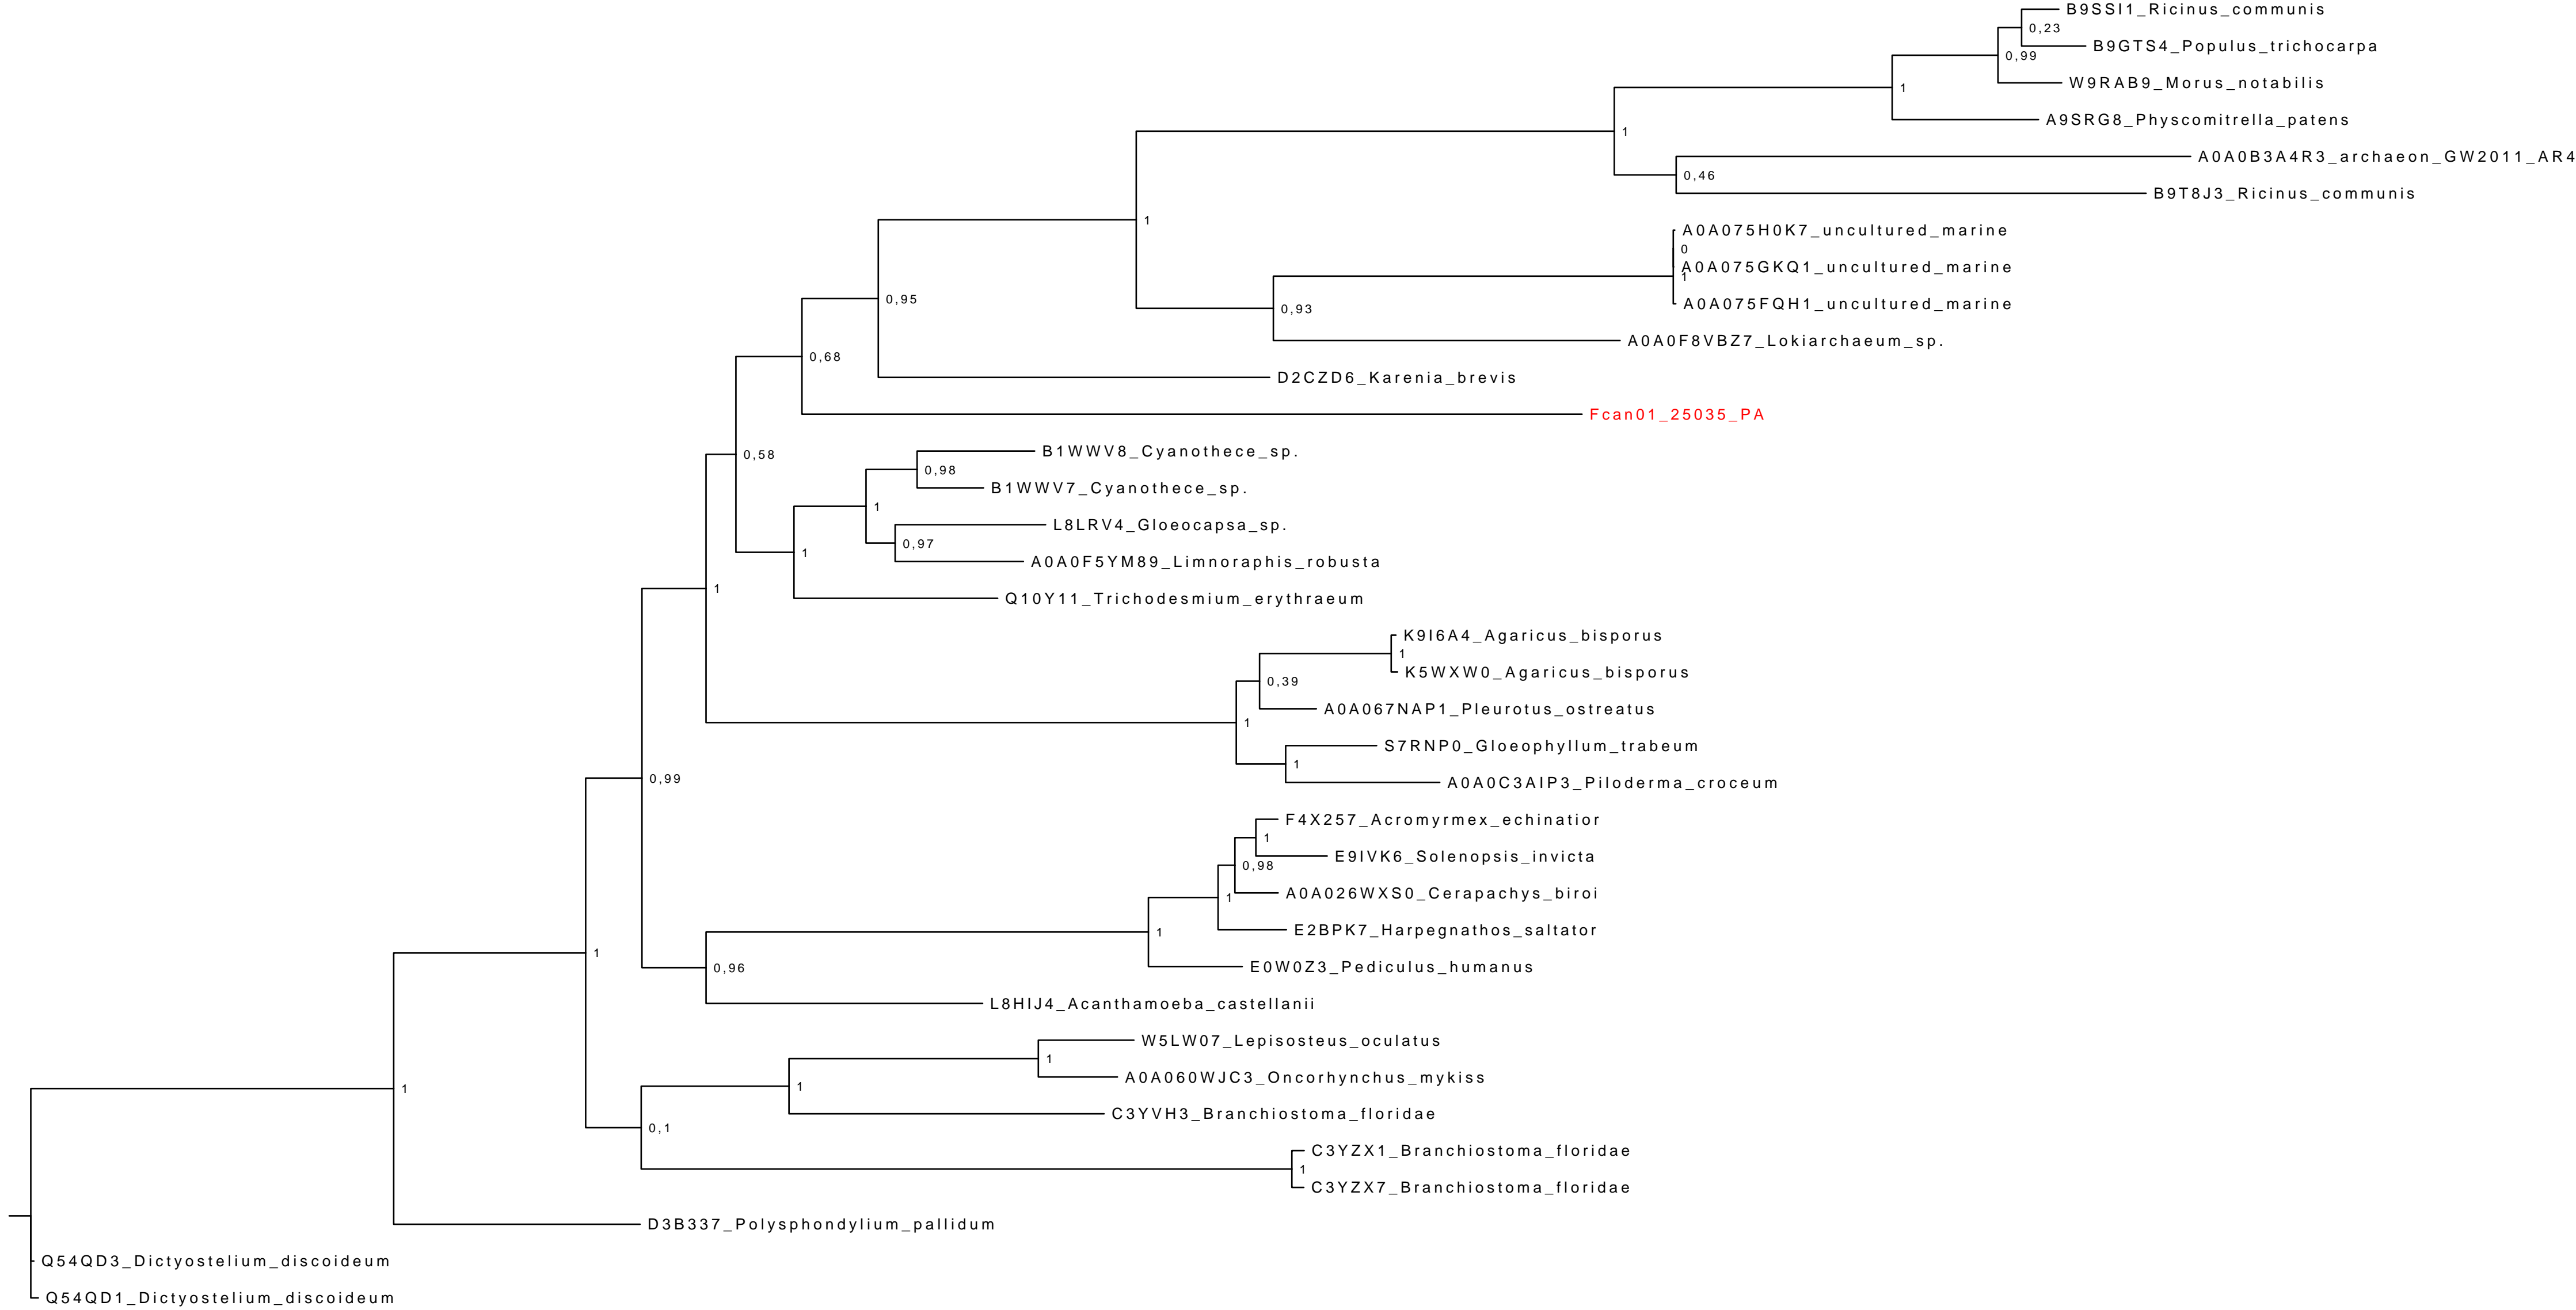 B9SSI1_Ricinus_communis
0,23
B9GTS4_Populus_trichocarpa
0,99
W9RAB9_Morus_notabilis
1
A9SRG8_Physcomitrella_patens
1
A0A0B3A4R3_archaeon_GW2011_AR4
0,46
B9T8J3_Ricinus_communis
1
A0A075H0K7_uncultured_marine
0
A0A075GKQ1_uncultured_marine
1
A0A075FQH1_uncultured_marine
0,95
0,93
A0A0F8VBZ7_Lokiarchaeum_sp.
0,68
D2CZD6_Karenia_brevis
Fcan01_25035_PA
B1WWV8_Cyanothece_sp.
0,58
0,98
B1WWV7_Cyanothece_sp.
1
L8LRV4_Gloeocapsa_sp.
0,97
1
A0A0F5YM89_Limnoraphis_robusta
1
Q10Y11_Trichodesmium_erythraeum
K9I6A4_Agaricus_bisporus
1
K5WXW0_Agaricus_bisporus
0,39
A0A067NAP1_Pleurotus_ostreatus
1
S7RNP0_Gloeophyllum_trabeum
1
0,99
A0A0C3AIP3_Piloderma_croceum
F4X257_Acromyrmex_echinatior
1
E9IVK6_Solenopsis_invicta
0,98
A0A026WXS0_Cerapachys_biroi
1
E2BPK7_Harpegnathos_saltator
1
1
0,96
E0W0Z3_Pediculus_humanus
L8HIJ4_Acanthamoeba_castellanii
W5LW07_Lepisosteus_oculatus
1
A0A060WJC3_Oncorhynchus_mykiss
1
1
C3YVH3_Branchiostoma_floridae
0,1
C3YZX1_Branchiostoma_floridae
1
C3YZX7_Branchiostoma_floridae
D3B337_Polysphondylium_pallidum
Q54QD3_Dictyostelium_discoideum
Q54QD1_Dictyostelium_discoideum